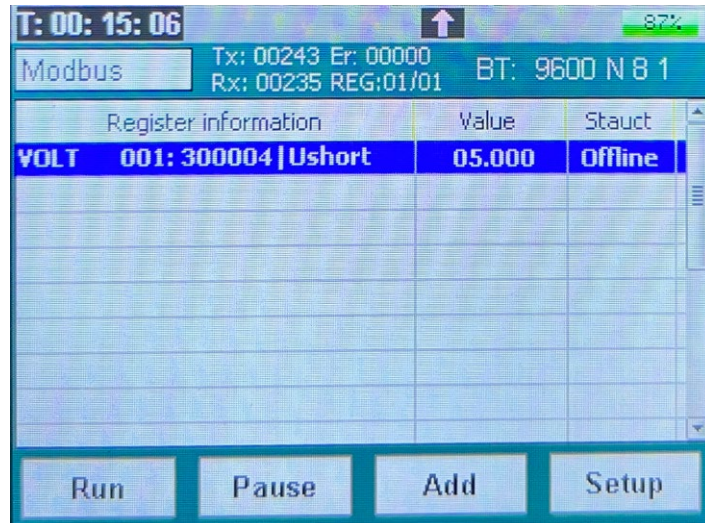 T: 00: 15: 06 87%
Modbus Tx: 00243 Er: 00000 BT: 9600 N 8 1
Rx: 00235 REG:01/01
Register information Value Stauct
VOLT 001: 300004|Ushort 05.000 Offline
Run Pause Add Setup